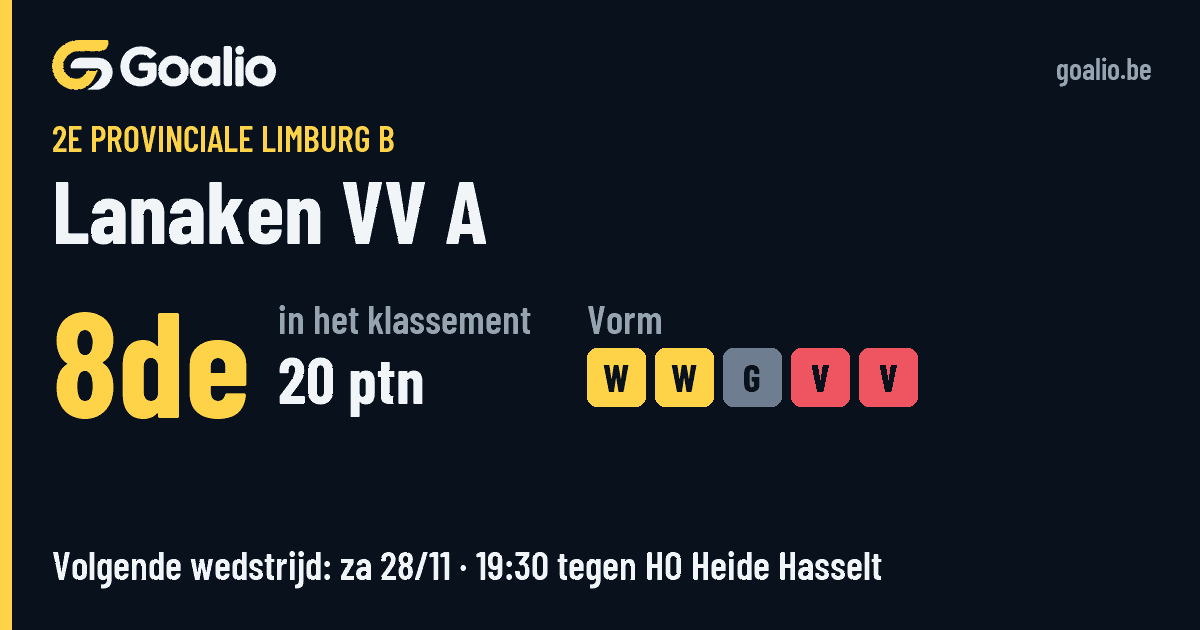 Goalio
goalio.be
2E PROVINCIALE LIMBURG B
Lanaken VV A
8de
in het klassement
20 ptn
Vorm
W W G V V
Volgende wedstrijd: za 28/11 · 19:30 tegen HO Heide Hasselt